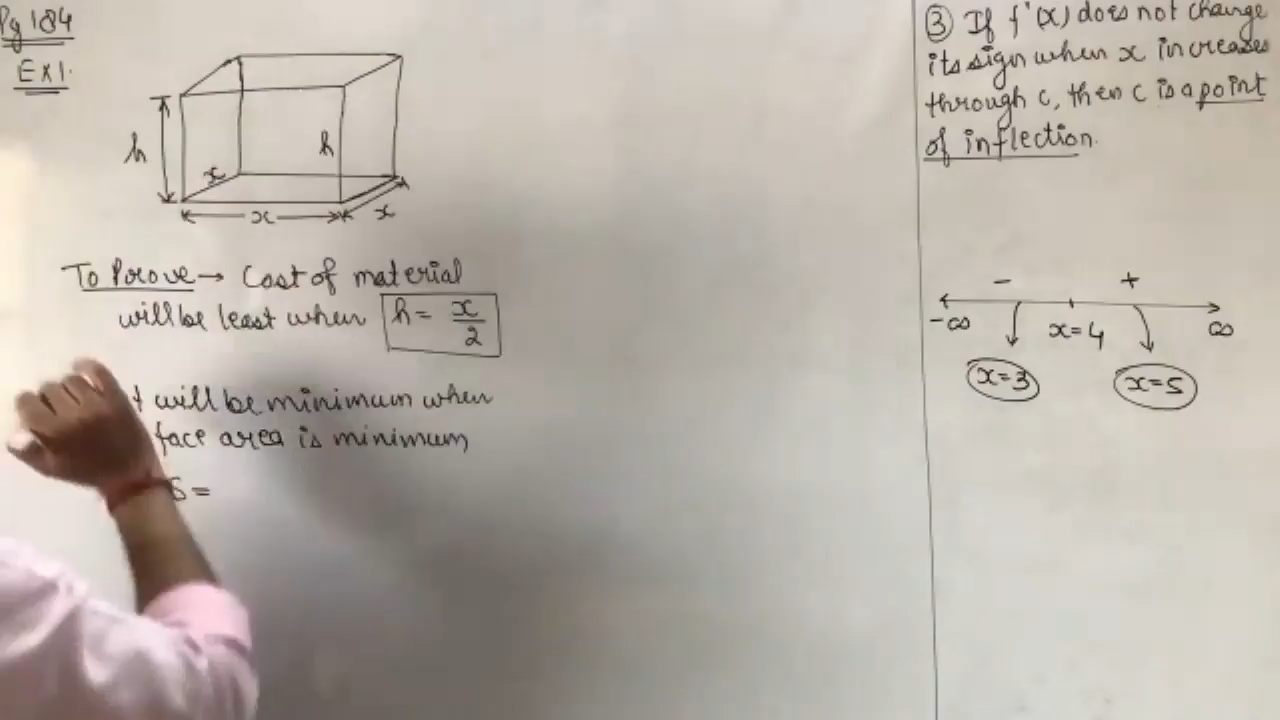 Pg 184
Ex 1.
h
h
x
x
x
To Prove → Cost of material
will be least when h = x/2
will be minimum when
face area is minimum,
S =
③ If f'(x) does not change
its sign when x increases
through c, then c is a point
of inflection.
- +
-∞ x=4 ∞
x=3 x=5